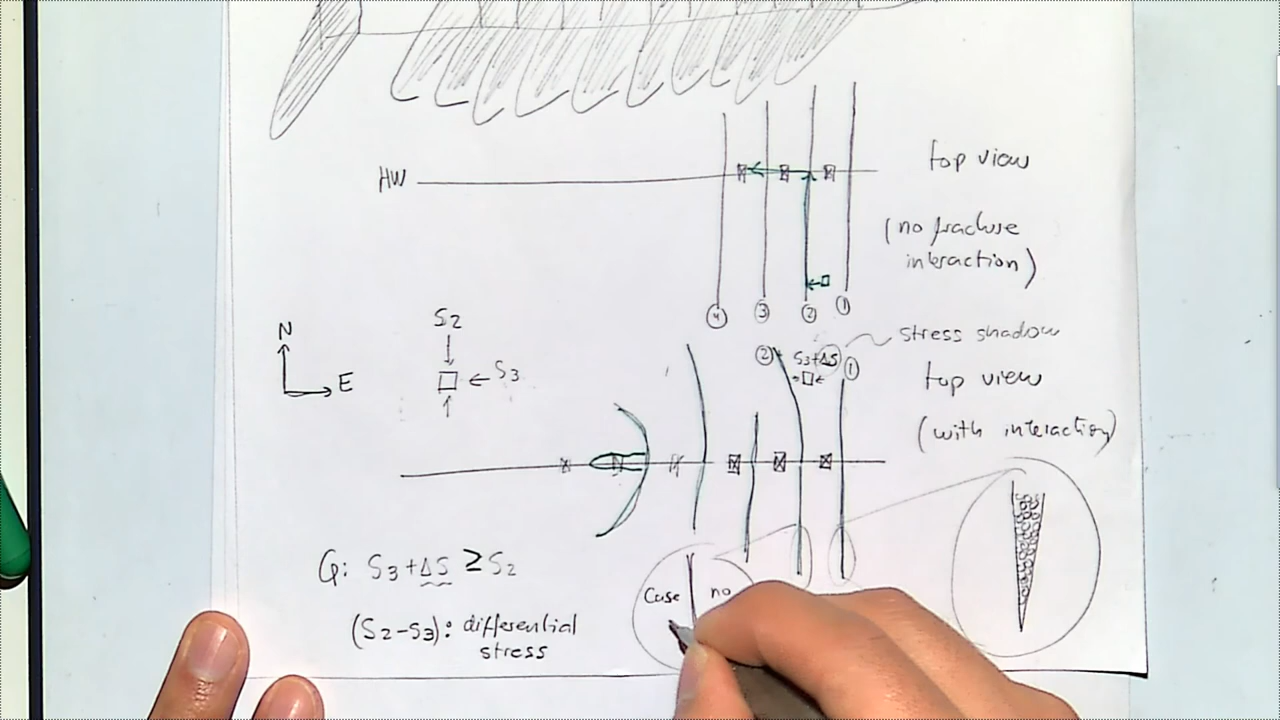 HW
top view
(no fracture
interaction)
4 3 2 1
N
E
S2
S3
2 S3+ΔS 1
stress shadow
top view
(with interaction)
Q: S3+ΔS ≥ S2
(S2-S3): differential
stress
Case no